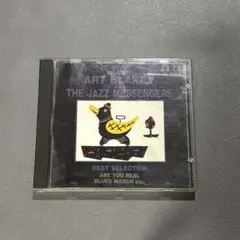 ART BLAKEY
THE JAZZ MESSENGERS
BEST SELECTION
ARE YOU REAL
BLUES MARCH etc.